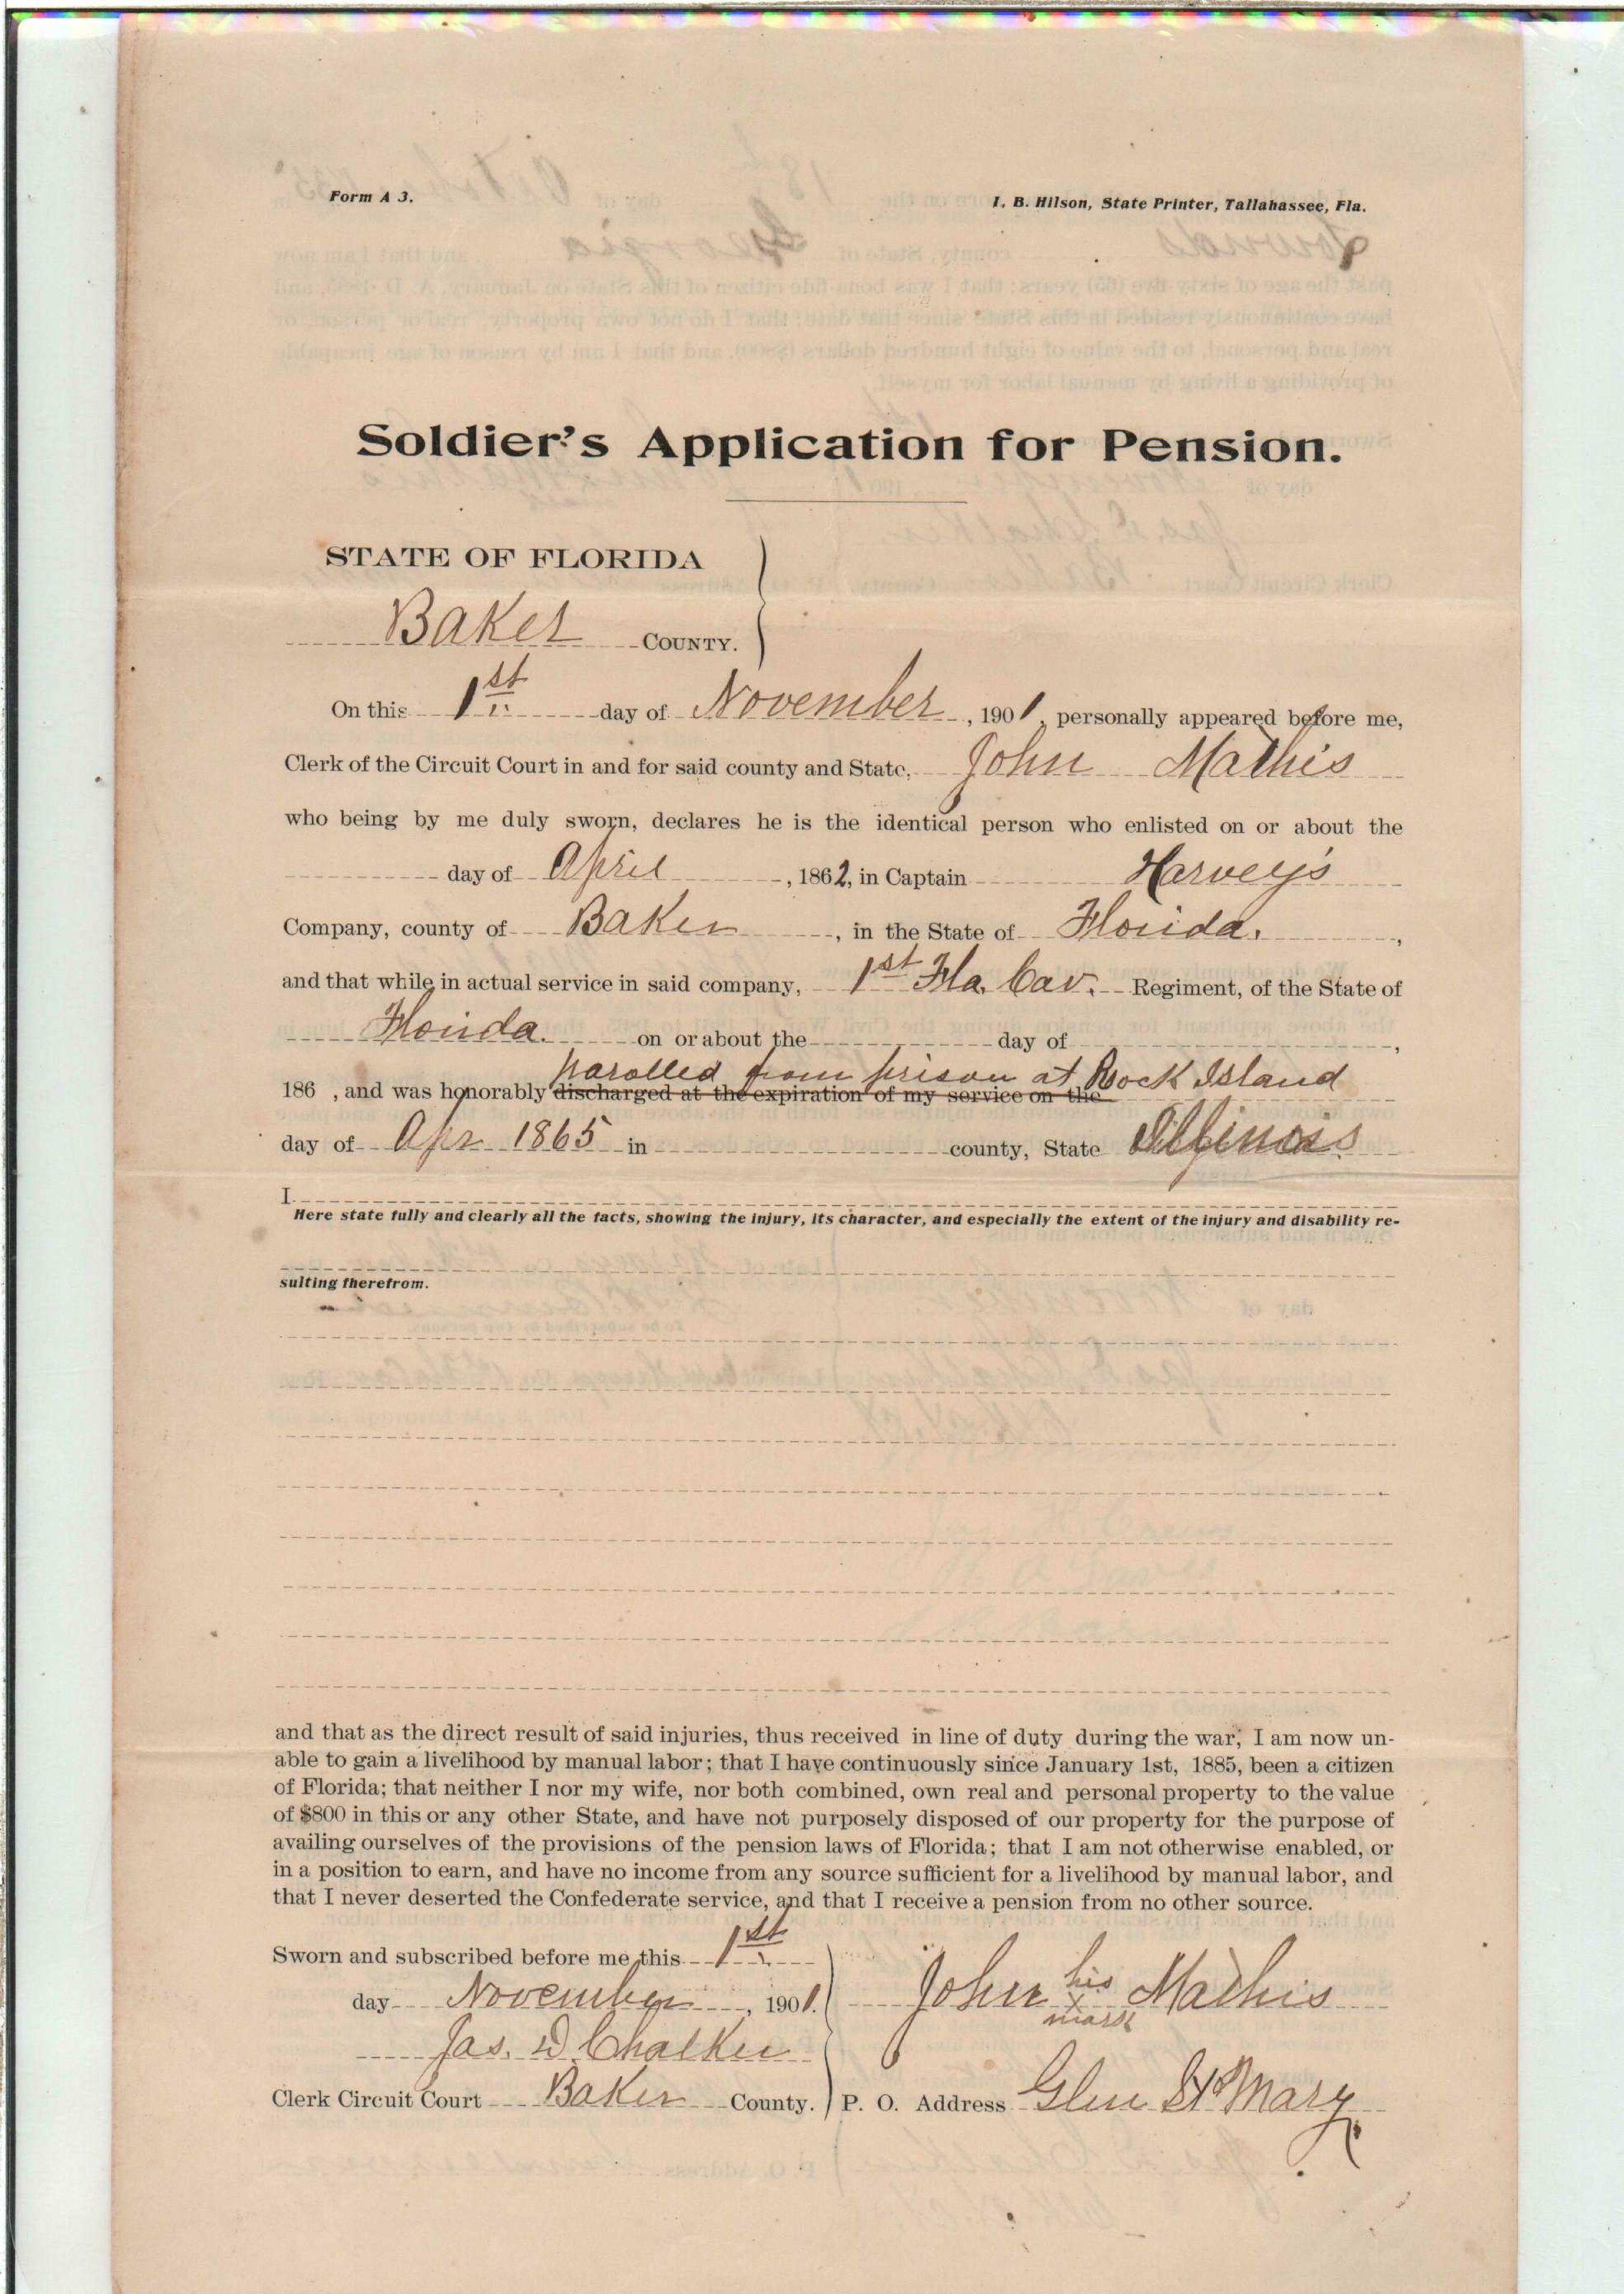 Form A 3.
I. B. Hilson, State Printer, Tallahassee, Fla.
Soldier's Application for Pension.
STATE OF FLORIDA
Baker COUNTY.
On this 1st day of November, 1901, personally appeared before me,
Clerk of the Circuit Court in and for said county and State, John Mathis
who being by me duly sworn, declares he is the identical person who enlisted on or about the
day of April, 1862, in Captain Harvey's
Company, county of Baker, in the State of Florida.,
and that while in actual service in said company, 1st Fla. Cav. Regiment, of the State of
Florida. on or about the day of ,
parolled from prison at Rock Island
186 , and was honorably discharged at the expiration of my service on the
day of Apr 1865 in county, State Illinois
I
Here state fully and clearly all the facts, showing the injury, its character, and especially the extent of the injury and disability re-
sulting therefrom.
and that as the direct result of said injuries, thus received in line of duty during the war, I am now un-
able to gain a livelihood by manual labor; that I have continuously since January 1st, 1885, been a citizen
of Florida; that neither I nor my wife, nor both combined, own real and personal property to the value
of $800 in this or any other State, and have not purposely disposed of our property for the purpose of
availing ourselves of the provisions of the pension laws of Florida; that I am not otherwise enabled, or
in a position to earn, and have no income from any source sufficient for a livelihood by manual labor, and
that I never deserted the Confederate service, and that I receive a pension from no other source.
Sworn and subscribed before me this 1st
day November, 1901. John his x mark Mathis
Jas. D Chalker
Clerk Circuit Court Baker County. P. O. Address Glen St Mary